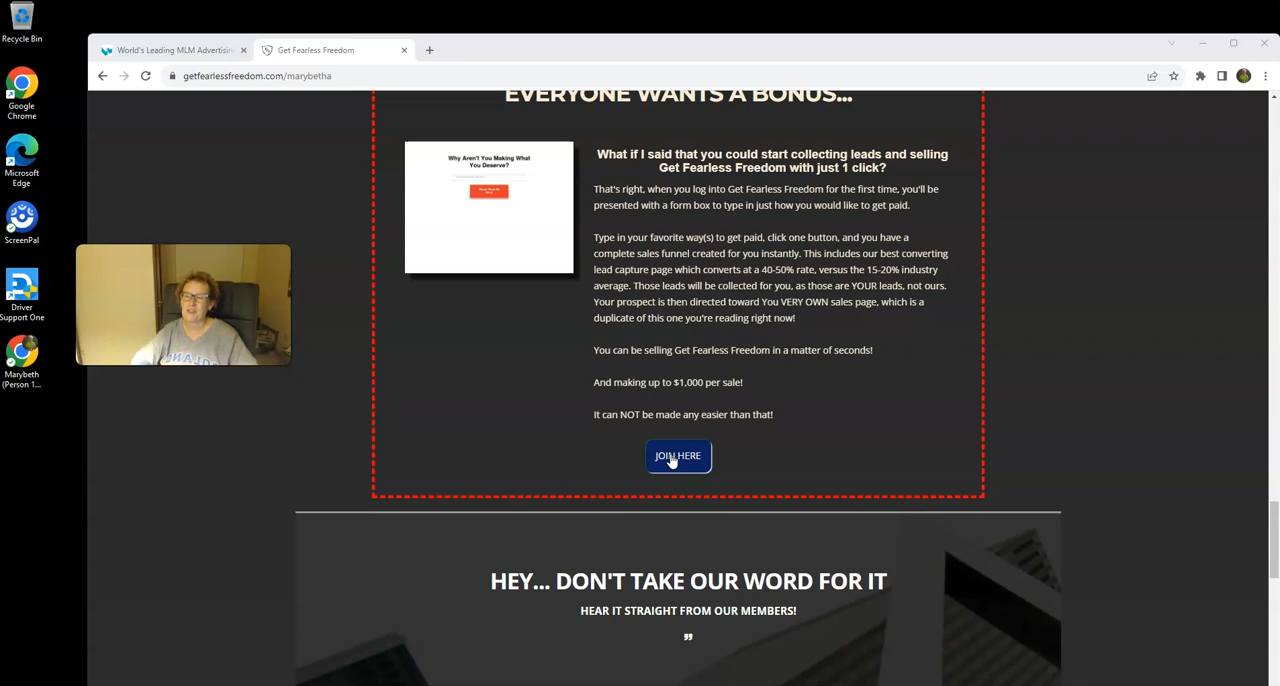 Recycle Bin
Google
Chrome
Microsoft
Edge
ScreenPal
Driver
Support One
Marybeth
(Person 1...
World's Leading MLM Advertisin
Get Fearless Freedom
getfearlessfreedom.com/marybetha
EVERYONE WANTS A BONUS...
Why Aren't You Making What
You Deserve?
What if I said that you could start collecting leads and selling
Get Fearless Freedom with just 1 click?
That's right, when you log into Get Fearless Freedom for the first time, you'll be
presented with a form box to type in just how you would like to get paid.
Type in your favorite way(s) to get paid, click one button, and you have a
complete sales funnel created for you instantly. This includes our best converting
lead capture page which converts at a 40-50% rate, versus the 15-20% industry
average. Those leads will be collected for you, as those are YOUR leads, not ours.
Your prospect is then directed toward You VERY OWN sales page, which is a
duplicate of this one you're reading right now!
You can be selling Get Fearless Freedom in a matter of seconds!
And making up to $1,000 per sale!
It can NOT be made any easier than that!
JOIN HERE
HEY... DON'T TAKE OUR WORD FOR IT
HEAR IT STRAIGHT FROM OUR MEMBERS!